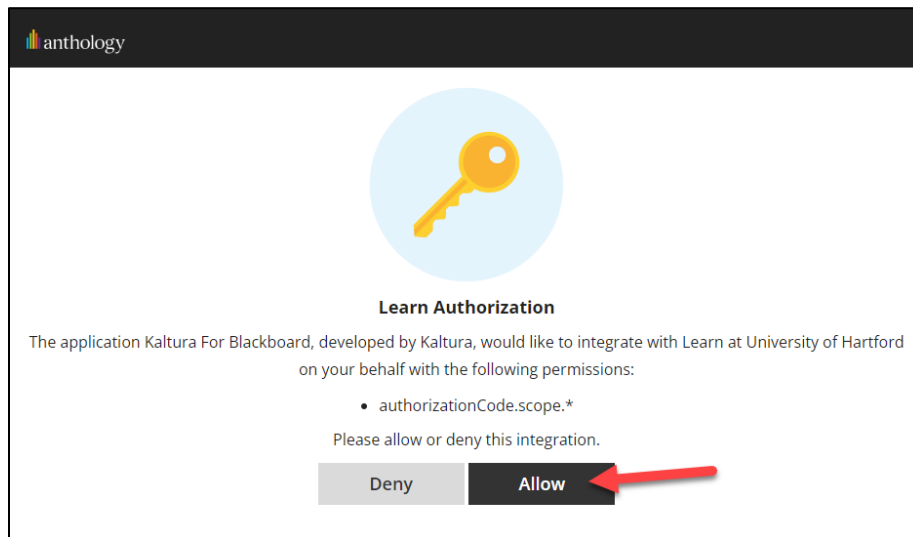 anthology
Learn Authorization
The application Kaltura For Blackboard, developed by Kaltura, would like to integrate with Learn at University of Hartford
on your behalf with the following permissions:
• authorizationCode.scope.*
Please allow or deny this integration.
Deny Allow